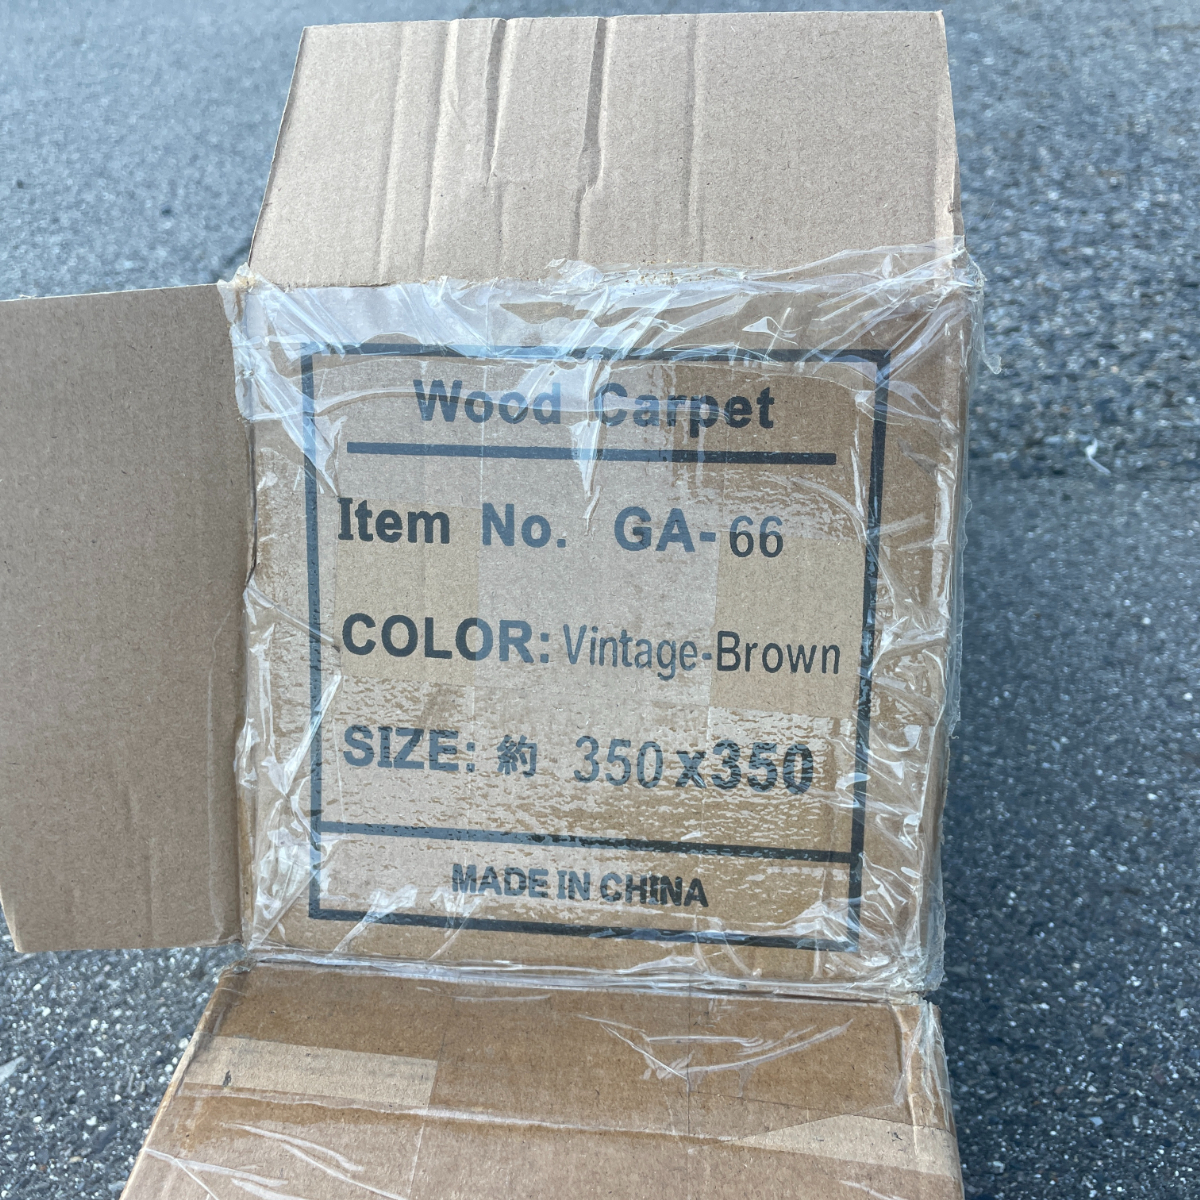 Wood Carpet
Item No. GA-66
COLOR: Vintage-Brown
SIZE: 約 350x350
MADE IN CHINA